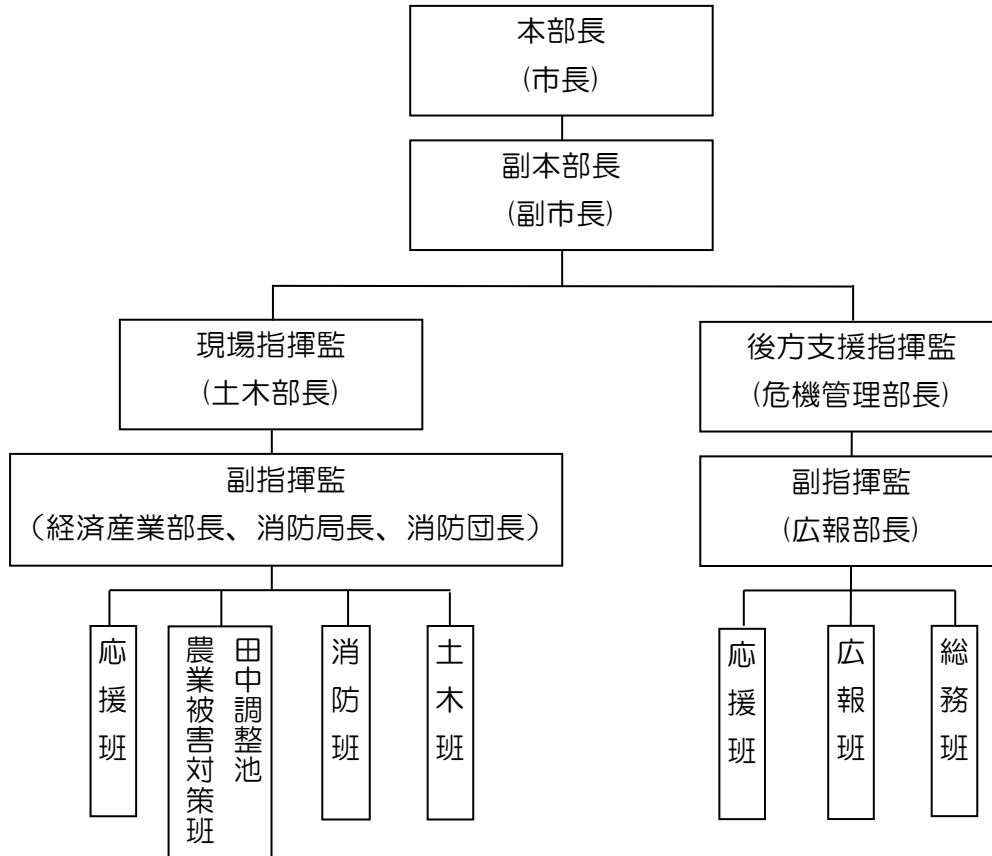 本部長
(市長)
副本部長
(副市長)
現場指揮監
(土木部長)
後方支援指揮監
(危機管理部長)
副指揮監
（経済産業部長、消防局長、消防団長）
副指揮監
(広報部長)
応援班
田中調整池
農業被害対策班
消防班
土木班
応援班
広報班
総務班